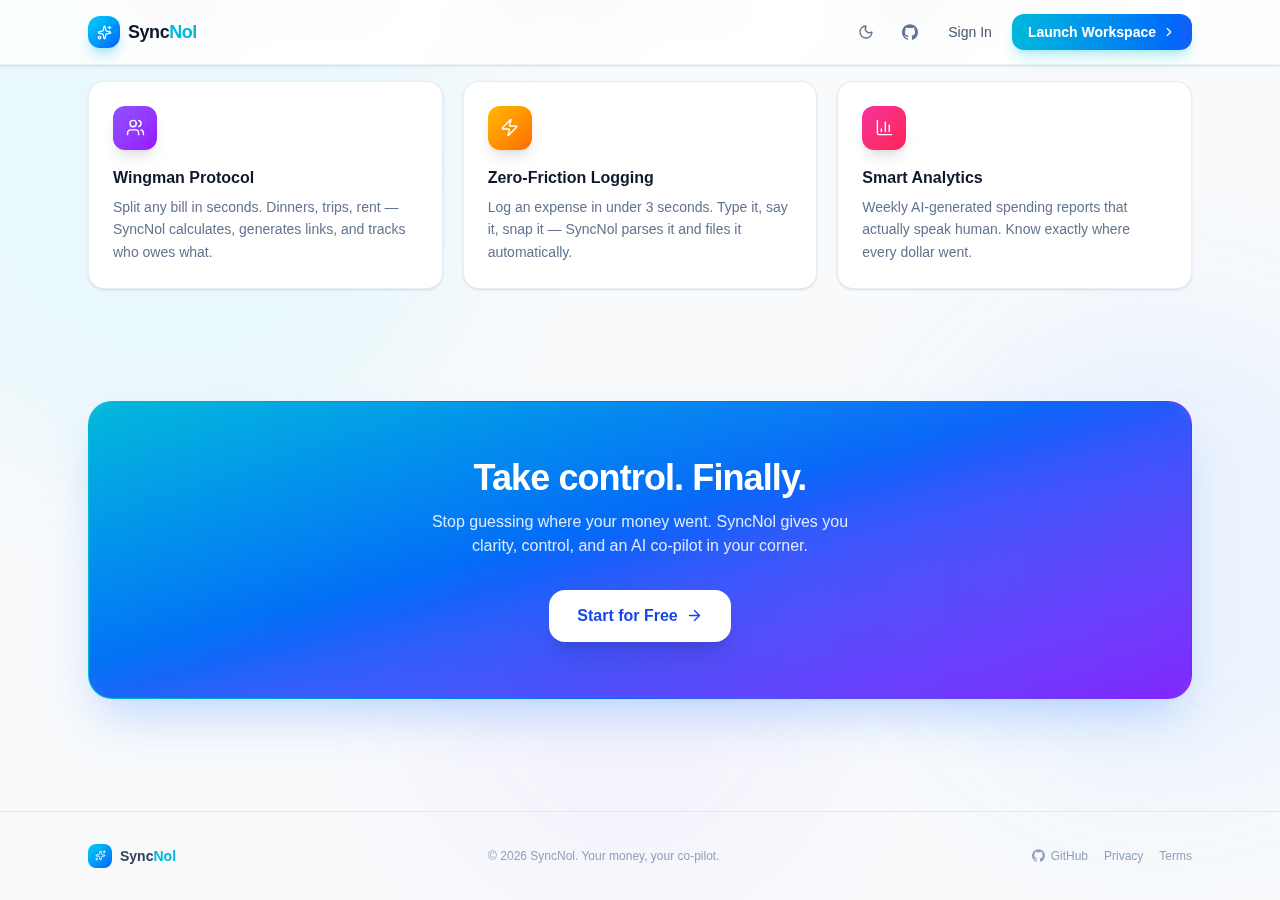 SyncNol
Sign In
Launch Workspace
Wingman Protocol
Split any bill in seconds. Dinners, trips, rent —
SyncNol calculates, generates links, and tracks
who owes what.
Zero-Friction Logging
Log an expense in under 3 seconds. Type it, say
it, snap it — SyncNol parses it and files it
automatically.
Smart Analytics
Weekly AI-generated spending reports that
actually speak human. Know exactly where
every dollar went.
Take control. Finally.
Stop guessing where your money went. SyncNol gives you
clarity, control, and an AI co-pilot in your corner.
Start for Free
SyncNol
© 2026 SyncNol. Your money, your co-pilot.
GitHub
Privacy
Terms